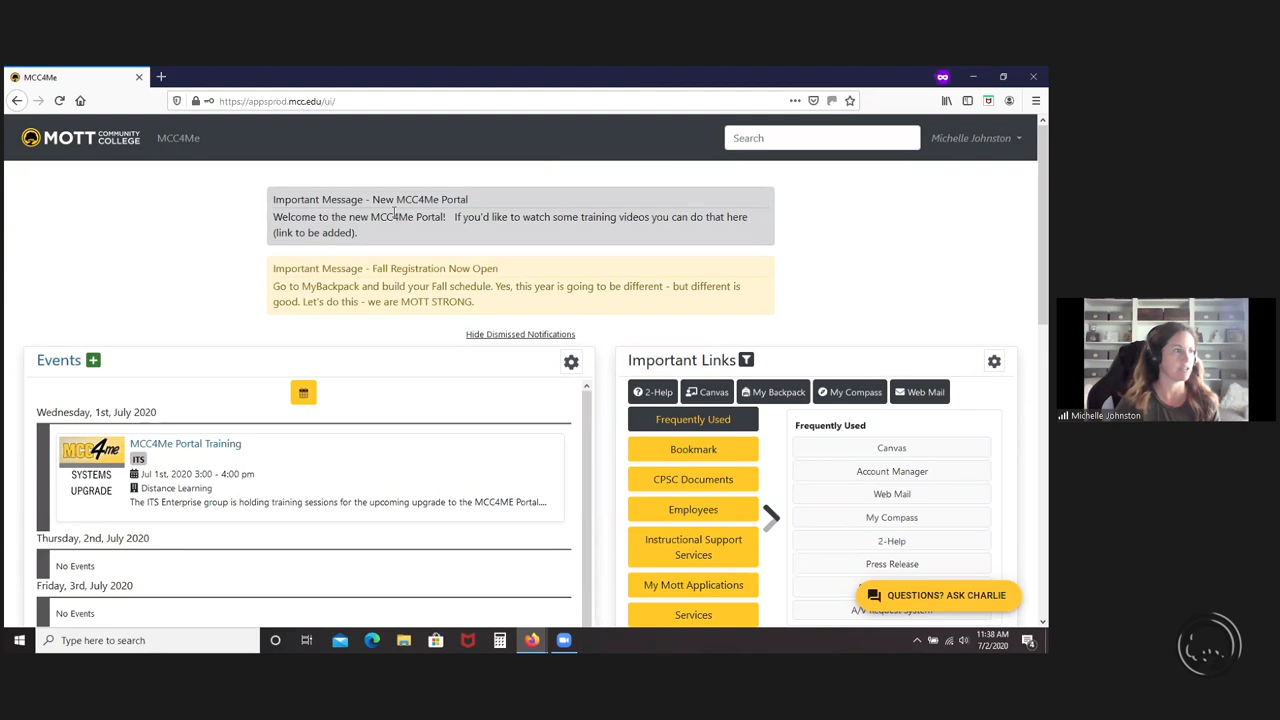 MCC4Me
https://appsprod.mcc.edu/ui/
MOTT COMMUNITY COLLEGE
MCC4Me
Search
Michelle Johnston
Important Message - New MCC4Me Portal
Welcome to the new MCC4Me Portal! If you'd like to watch some training videos you can do that here
(link to be added).
Important Message - Fall Registration Now Open
Go to MyBackpack and build your Fall schedule. Yes, this year is going to be different - but different is
good. Let's do this - we are MOTT STRONG.
Hide Dismissed Notifications
Events
Wednesday, 1st, July 2020
MCC4me
SYSTEMS
UPGRADE
MCC4Me Portal Training
ITS
Jul 1st, 2020 3:00 - 4:00 pm
Distance Learning
The ITS Enterprise group is holding training sessions for the upcoming upgrade to the MCC4ME Portal....
Thursday, 2nd, July 2020
No Events
Friday, 3rd, July 2020
No Events
Important Links
2-Help
Canvas
My Backpack
My Compass
Web Mail
Frequently Used
Bookmark
CPSC Documents
Employees
Instructional Support
Services
My Mott Applications
Services
Frequently Used
Canvas
Account Manager
Web Mail
My Compass
2-Help
Press Release
A/V Request System
QUESTIONS? ASK CHARLIE
Michelle Johnston
Type here to search
11:38 AM
7/2/2020
4